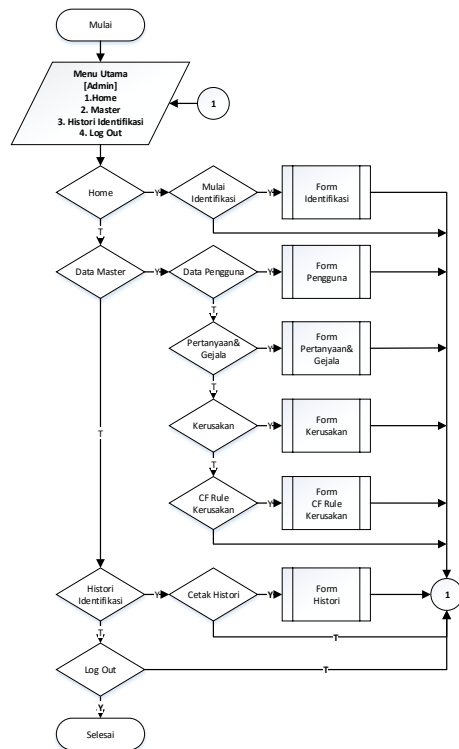 Mulai
Menu Utama
[Admin]
1.Home
2. Master
3. Histori Identifikasi
4. Log Out
1
Home
Y
Mulai
Identifikasi
Y
Form
Identifikasi
T
Data Master
Y
Data Pengguna
Y
Form
Pengguna
T
Pertanyaan&
Gejala
Y
Form
Pertanyaan&
Gejala
T
T
Kerusakan
Y
Form
Kerusakan
T
CF Rule
Kerusakan
Y
Form
CF Rule
Kerusakan
Histori
Identifikasi
Y
Cetak Histori
Y
Form
Histori
1
T
T
Log Out
T
Y
Selesai